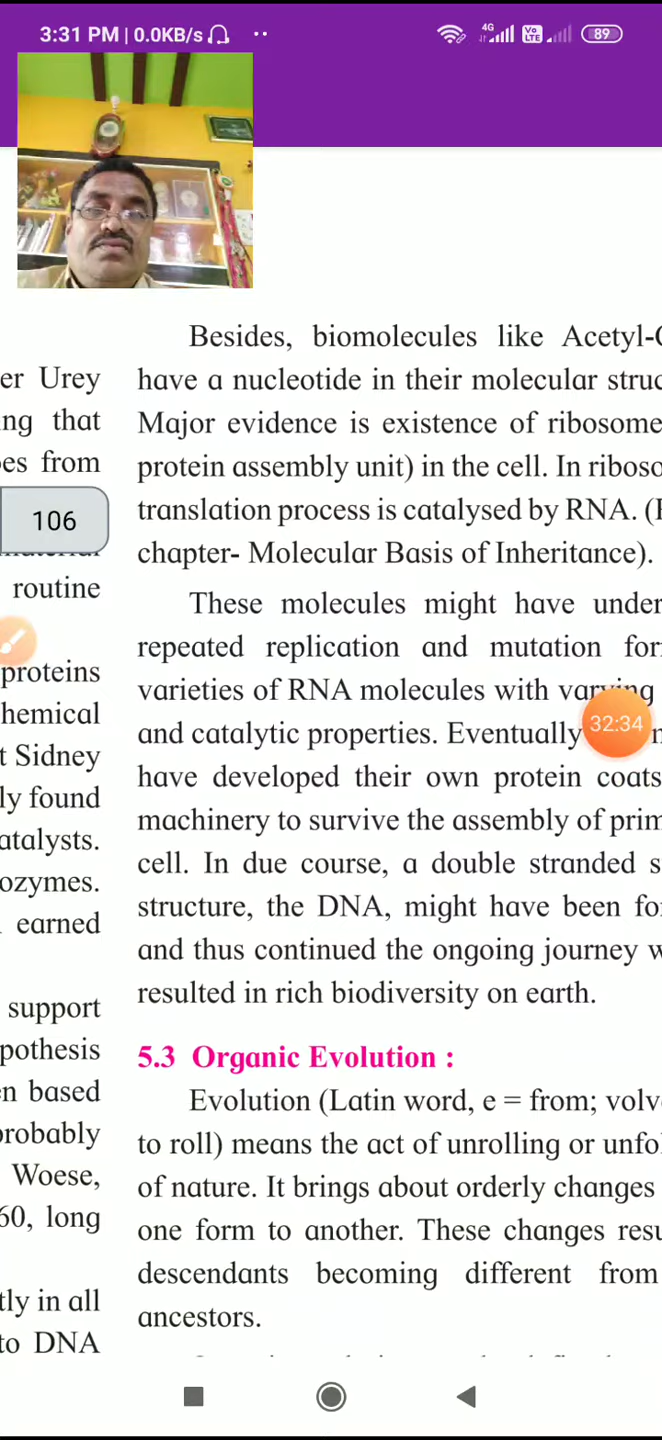 3:31 PM | 0.0KB/s
4G
Vo
LTE
89
er Urey
ng that
es from
106
routine
proteins
hemical
t Sidney
ly found
atalysts.
ozymes.
earned
support
pothesis
n based
probably
Woese,
60, long
tly in all
to DNA
Besides, biomolecules like Acetyl-
have a nucleotide in their molecular struc
Major evidence is existence of ribosome
protein assembly unit) in the cell. In riboso
translation process is catalysed by RNA. (
chapter- Molecular Basis of Inheritance).
These molecules might have under
repeated replication and mutation for
varieties of RNA molecules with varying
32:34
and catalytic properties. Eventually
have developed their own protein coats
machinery to survive the assembly of prim
cell. In due course, a double stranded s
structure, the DNA, might have been fo
and thus continued the ongoing journey w
resulted in rich biodiversity on earth.
5.3 Organic Evolution :
Evolution (Latin word, e = from; volv
to roll) means the act of unrolling or unfo
of nature. It brings about orderly changes
one form to another. These changes resu
descendants becoming different from
ancestors.